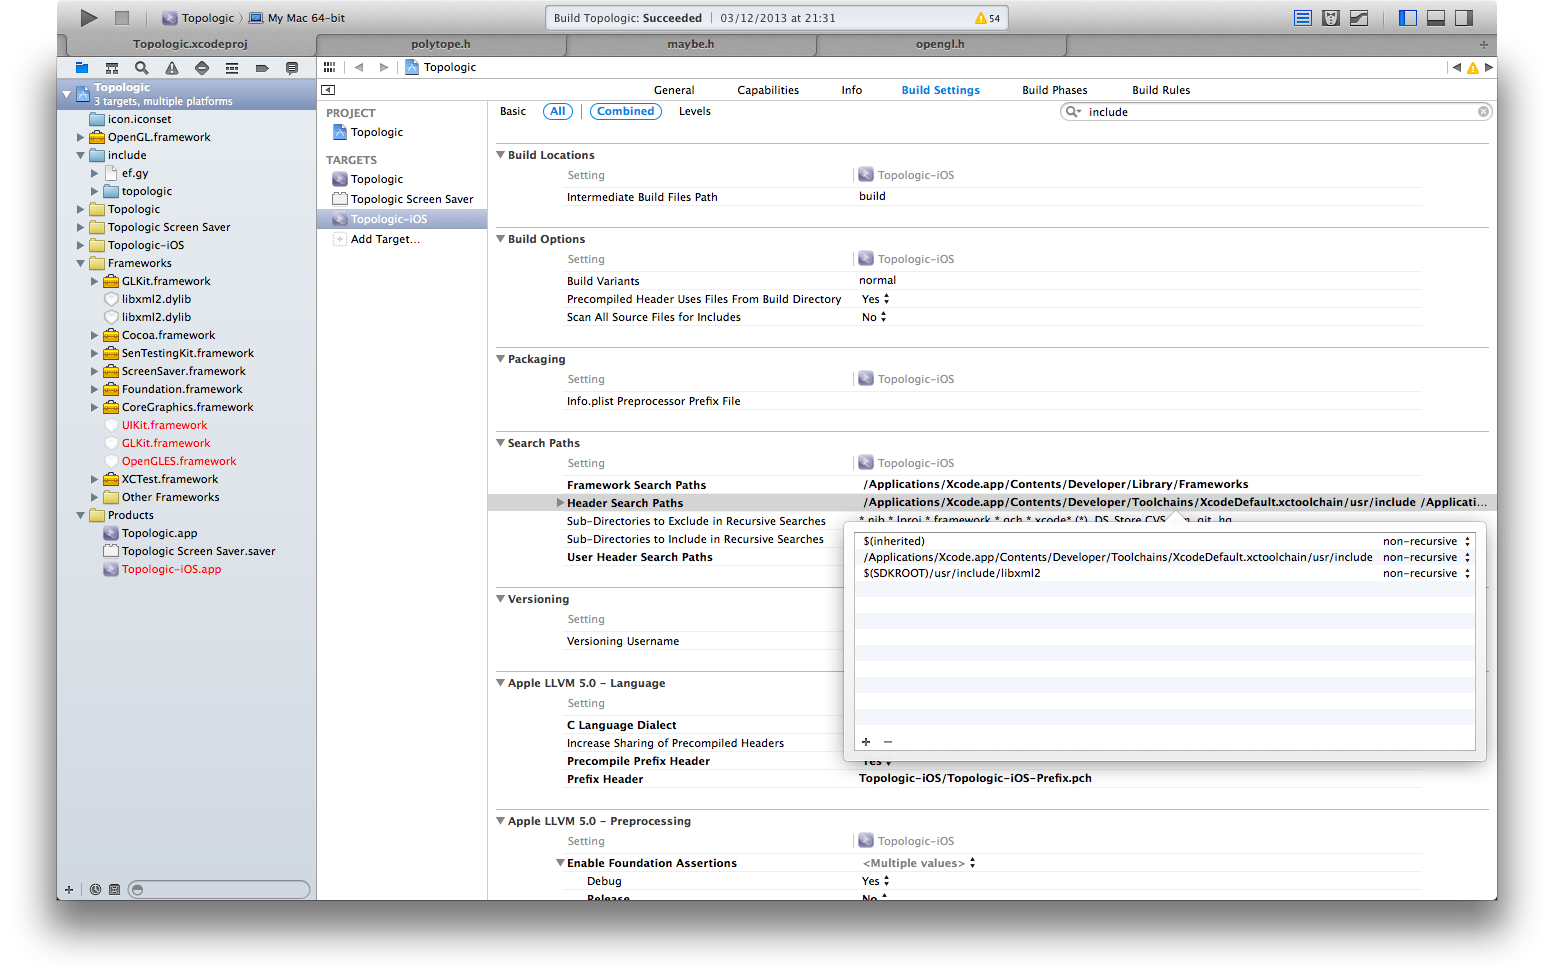 Topologic My Mac 64-bit
Build Topologic: Succeeded 03/12/2013 at 21:31 54
Topologic.xcodeproj polytope.h maybe.h opengl.h
Topologic
3 targets, multiple platforms
icon.iconset
OpenGL.framework
include
ef.gy
topologic
Topologic
Topologic Screen Saver
Topologic-iOS
Frameworks
GLKit.framework
libxml2.dylib
libxml2.dylib
Cocoa.framework
SenTestingKit.framework
ScreenSaver.framework
Foundation.framework
CoreGraphics.framework
UIKit.framework
GLKit.framework
OpenGLES.framework
XCTest.framework
Other Frameworks
Products
Topologic.app
Topologic Screen Saver.saver
Topologic-iOS.app
Topologic
PROJECT
Topologic
TARGETS
Topologic
Topologic Screen Saver
Topologic-iOS
Add Target...
General Capabilities Info Build Settings Build Phases Build Rules
Basic All Combined Levels include
Build Locations
Setting Topologic-iOS
Intermediate Build Files Path build
Build Options
Setting Topologic-iOS
Build Variants normal
Precompiled Header Uses Files From Build Directory Yes
Scan All Source Files for Includes No
Packaging
Setting Topologic-iOS
Info.plist Preprocessor Prefix File
Search Paths
Setting Topologic-iOS
Framework Search Paths /Applications/Xcode.app/Contents/Developer/Library/Frameworks
Header Search Paths /Applications/Xcode.app/Contents/Developer/Toolchains/XcodeDefault.xctoolchain/usr/include /Applicati...
Sub-Directories to Exclude in Recursive Searches
Sub-Directories to Include in Recursive Searches
User Header Search Paths
$(inherited) non-recursive
/Applications/Xcode.app/Contents/Developer/Toolchains/XcodeDefault.xctoolchain/usr/include non-recursive
$(SDKROOT)/usr/include/libxml2 non-recursive
Versioning
Setting
Versioning Username
Apple LLVM 5.0 - Language
Setting
C Language Dialect
Increase Sharing of Precompiled Headers
Precompile Prefix Header Yes
Prefix Header Topologic-iOS/Topologic-iOS-Prefix.pch
Apple LLVM 5.0 - Preprocessing
Setting Topologic-iOS
Enable Foundation Assertions <Multiple values>
Debug Yes
Release No